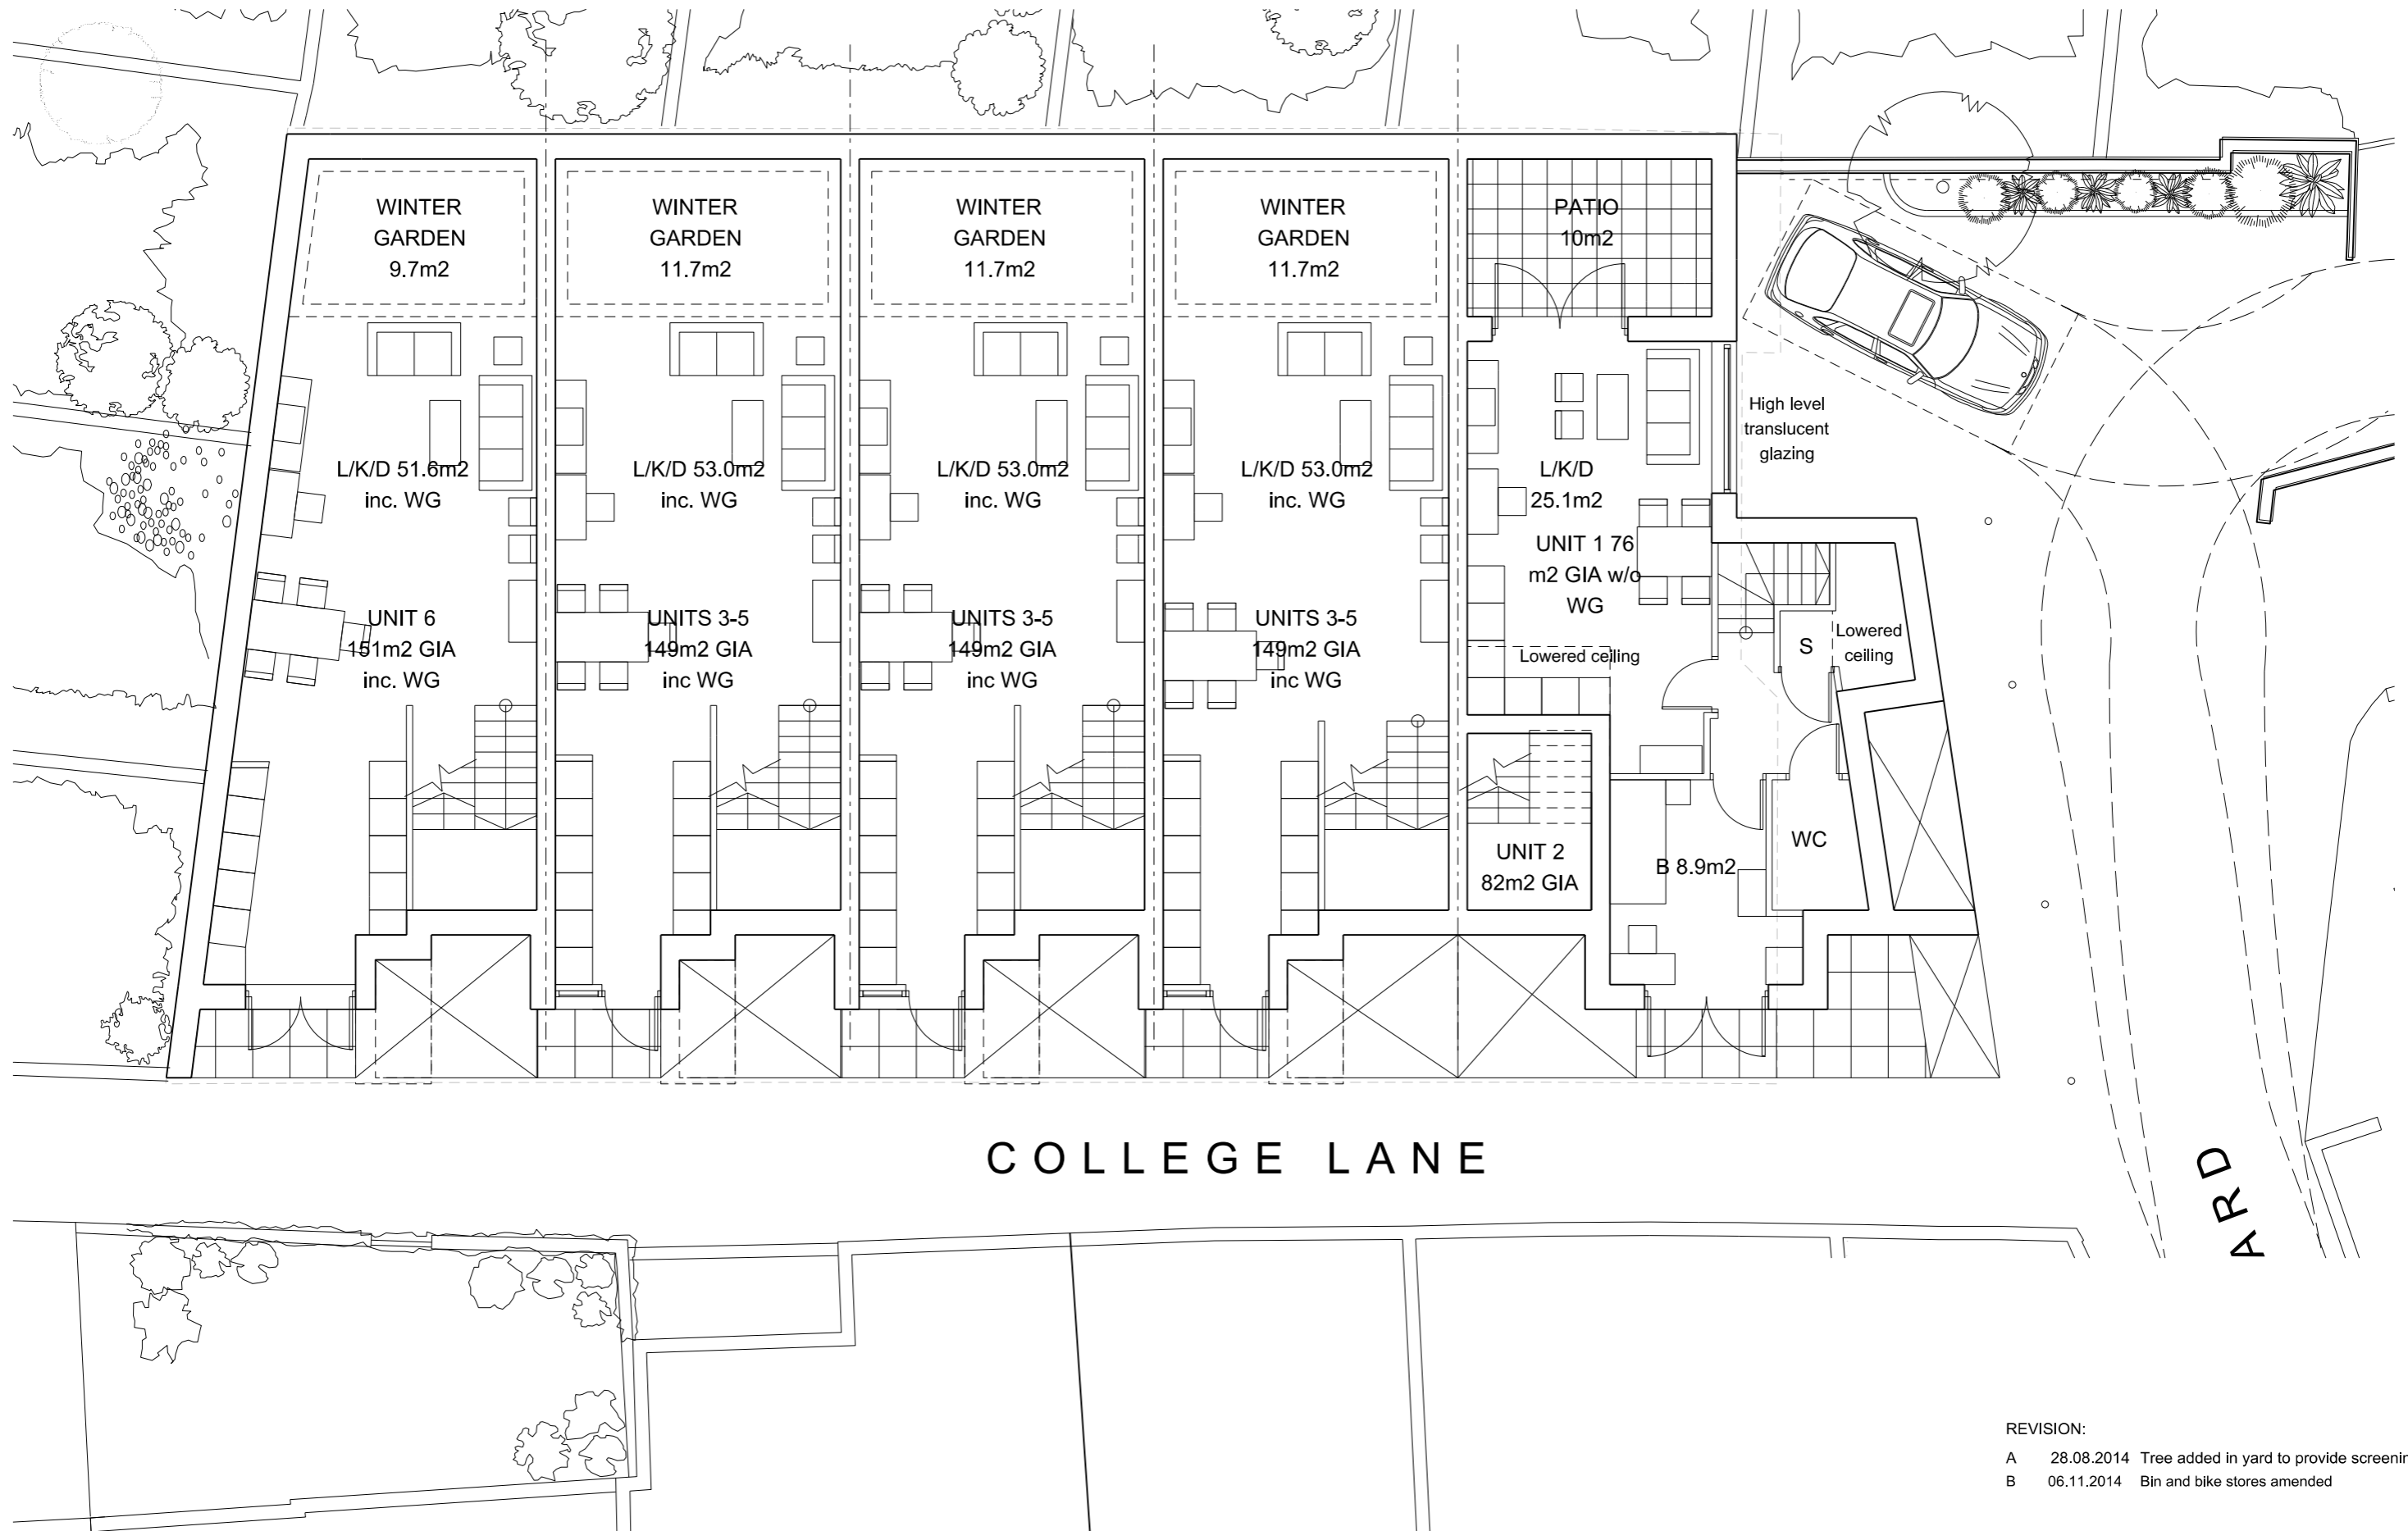 WINTER
GARDEN
9.7m2
WINTER
GARDEN
11.7m2
WINTER
GARDEN
11.7m2
WINTER
GARDEN
11.7m2
PATIO
10m2
High level
translucent
glazing
L/K/D 51.6m2
inc. WG
L/K/D 53.0m2
inc. WG
L/K/D 53.0m2
inc. WG
L/K/D 53.0m2
inc. WG
L/K/D
25.1m2
UNIT 1 76
m2 GIA w/o
WG
UNIT 6
151m2 GIA
inc. WG
UNITS 3-5
149m2 GIA
inc WG
UNITS 3-5
149m2 GIA
inc WG
UNITS 3-5
149m2 GIA
inc WG
Lowered ceiling
S
Lowered
ceiling
UNIT 2
82m2 GIA
B 8.9m2
WC
COLLEGE LANE
ARD
REVISION:
A 28.08.2014 Tree added in yard to provide screenin
B 06.11.2014 Bin and bike stores amended